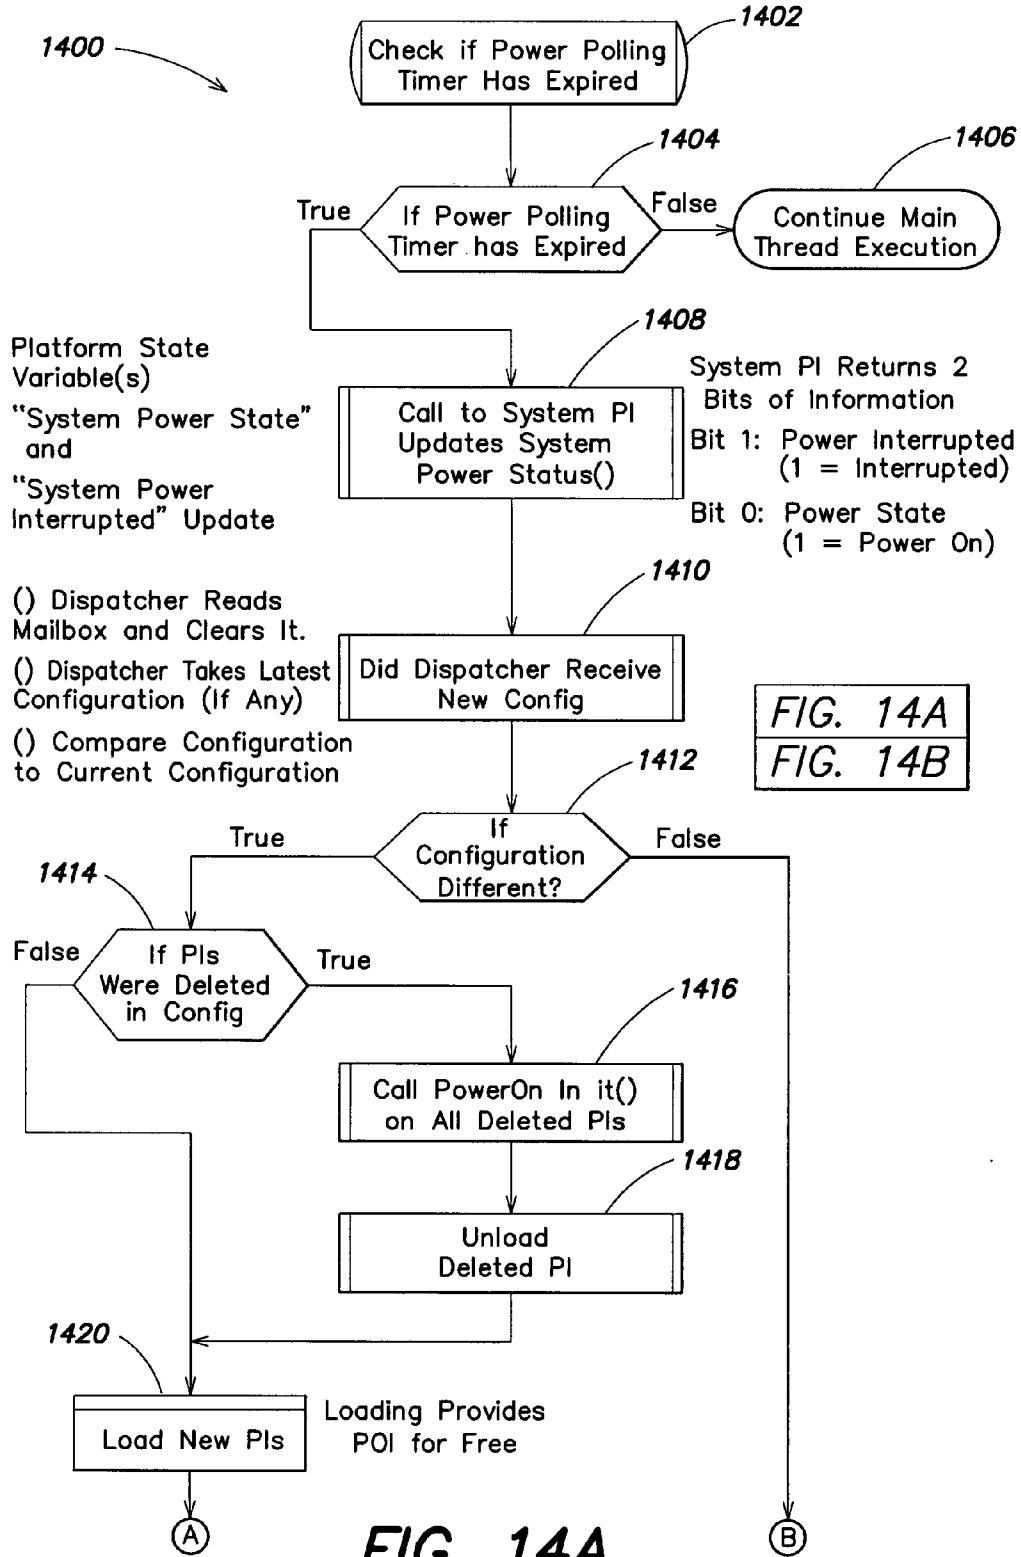 1400
1402
Check if Power Polling
Timer Has Expired
1404
1406
True
If Power Polling
Timer has Expired
False
Continue Main
Thread Execution
1408
Platform State
Variable(s)
"System Power State"
and
"System Power
Interrupted" Update
Call to System PI
Updates System
Power Status()
System PI Returns 2
Bits of Information
Bit 1: Power Interrupted
(1 = Interrupted)
Bit 0: Power State
(1 = Power On)
1410
() Dispatcher Reads
Mailbox and Clears It.
() Dispatcher Takes Latest
Configuration (If Any)
() Compare Configuration
to Current Configuration
Did Dispatcher Receive
New Config
FIG. 14A
FIG. 14B
1412
True
If
Configuration
Different?
False
1414
False
If PIs
Were Deleted
in Config
True
1416
Call PowerOn In it()
on All Deleted PIs
1418
Unload
Deleted PI
1420
Load New PIs
Loading Provides
POI for Free
A
FIG. 14A
B